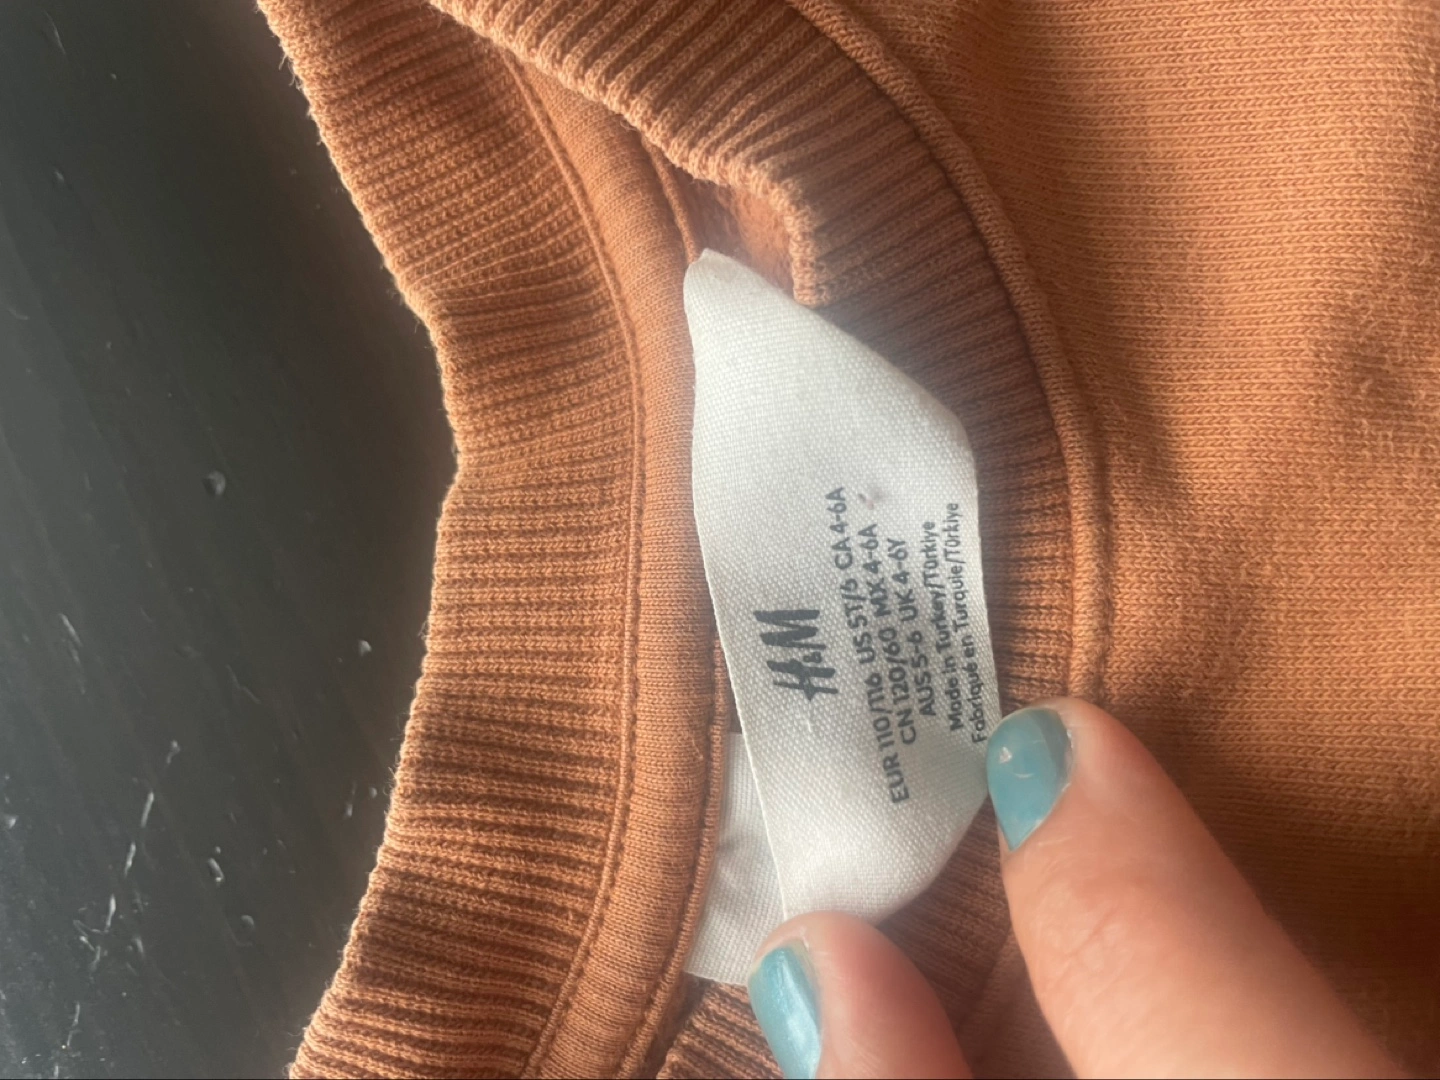 H&M
EUR 110/116 US 5T/6 CA 4-6A
CN 120/60 MX 4-6A
AUS 5-6 UK 4-6Y
Made in Turkey/Türkiye
Fabriqué en Turquie/Türkiye